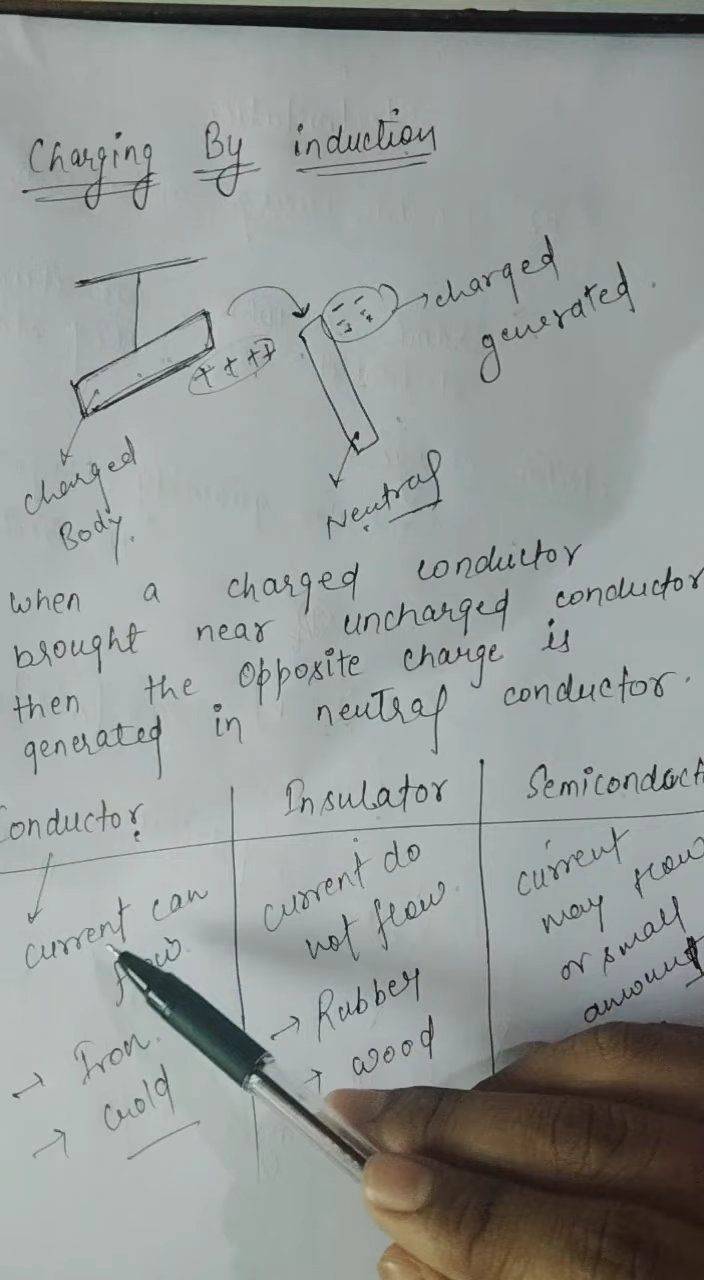 Charging By induction
+ + + +
- -
- -
charged
generated.
charged
Body.
Neutral
when a charged conductor
brought near uncharged conductor
then the opposite charge is
generated in neutral conductor.
Conductor
Insulator
Semiconduct
current can
flow.
→ Iron.
→ Gold
current do
not flow.
→ Rubber
→ wood
current
may flow
or small
amount